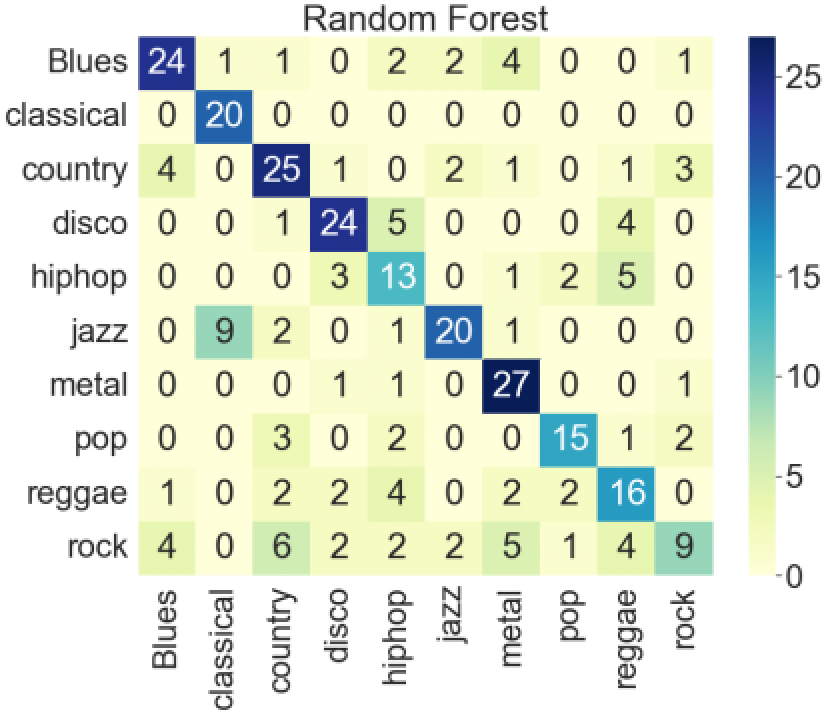 Random Forest
Blues 24 1 1 0 2 2 4 0 0 1
classical 0 20 0 0 0 0 0 0 0 0
country 4 0 25 1 0 2 1 0 1 3
disco 0 0 1 24 5 0 0 0 4 0
hiphop 0 0 0 3 13 0 1 2 5 0
jazz 0 9 2 0 1 20 1 0 0 0
metal 0 0 0 1 1 0 27 0 0 1
pop 0 0 3 0 2 0 0 15 1 2
reggae 1 0 2 2 4 0 2 2 16 0
rock 4 0 6 2 2 2 5 1 4 9
Blues classical country disco hiphop jazz metal pop reggae rock
25
20
15
10
5
0